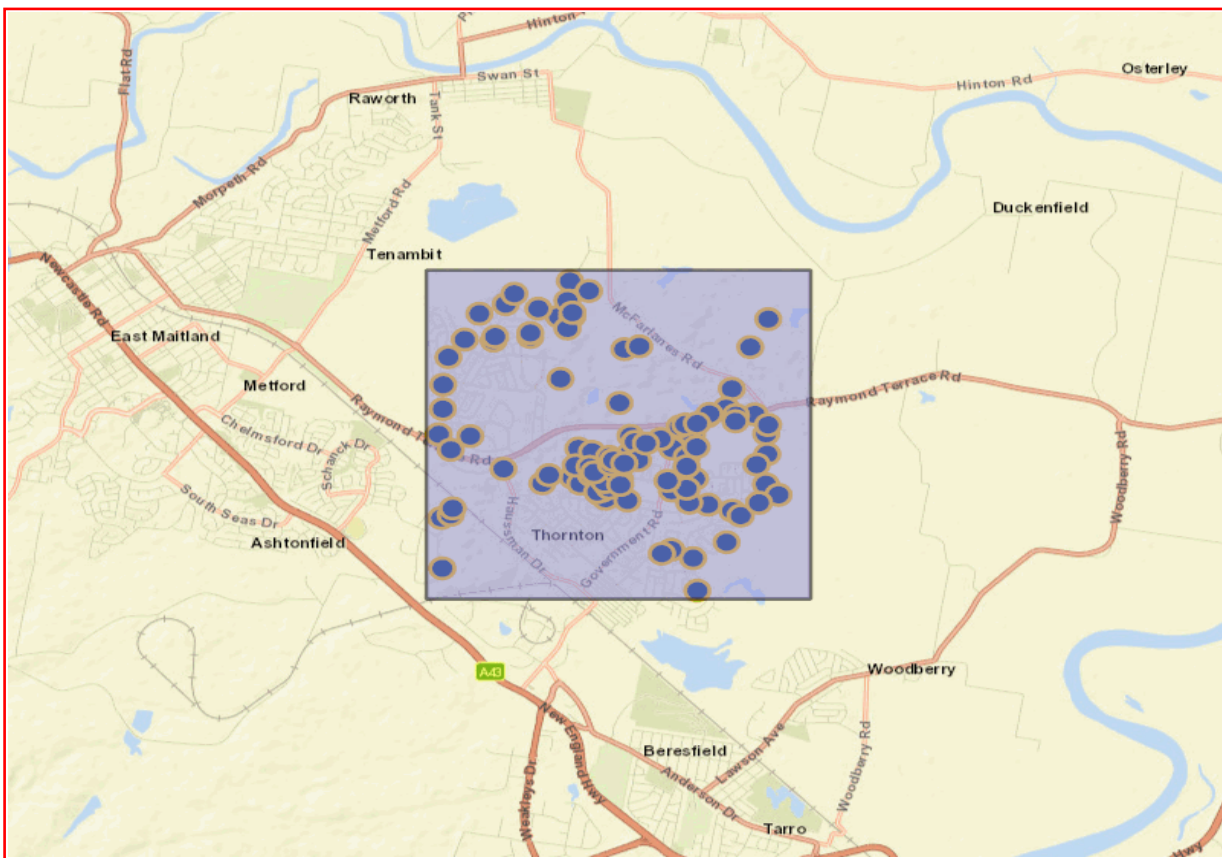 Hinton
Flat Rd
Swan St
Osterley
Hinton Rd
Raworth
Tank St
Morpeth Rd
Metford Rd
Duckenfield
Tenambit
Newcastle Rd
McFarlanes Rd
East Maitland
Metford
Raymond Terrace Rd
Raymond
Rd
Chelmsford Dr
Schanck Dr
Woodberry Rd
South Seas Dr
Haussman Dr
Thornton
Government Rd
Ashtonfield
A43
Woodberry
New England Hwy
Beresfield
Lawson Ave
Woodberry Rd
Weakleys Dr
Anderson Dr
Tarro
Hwy